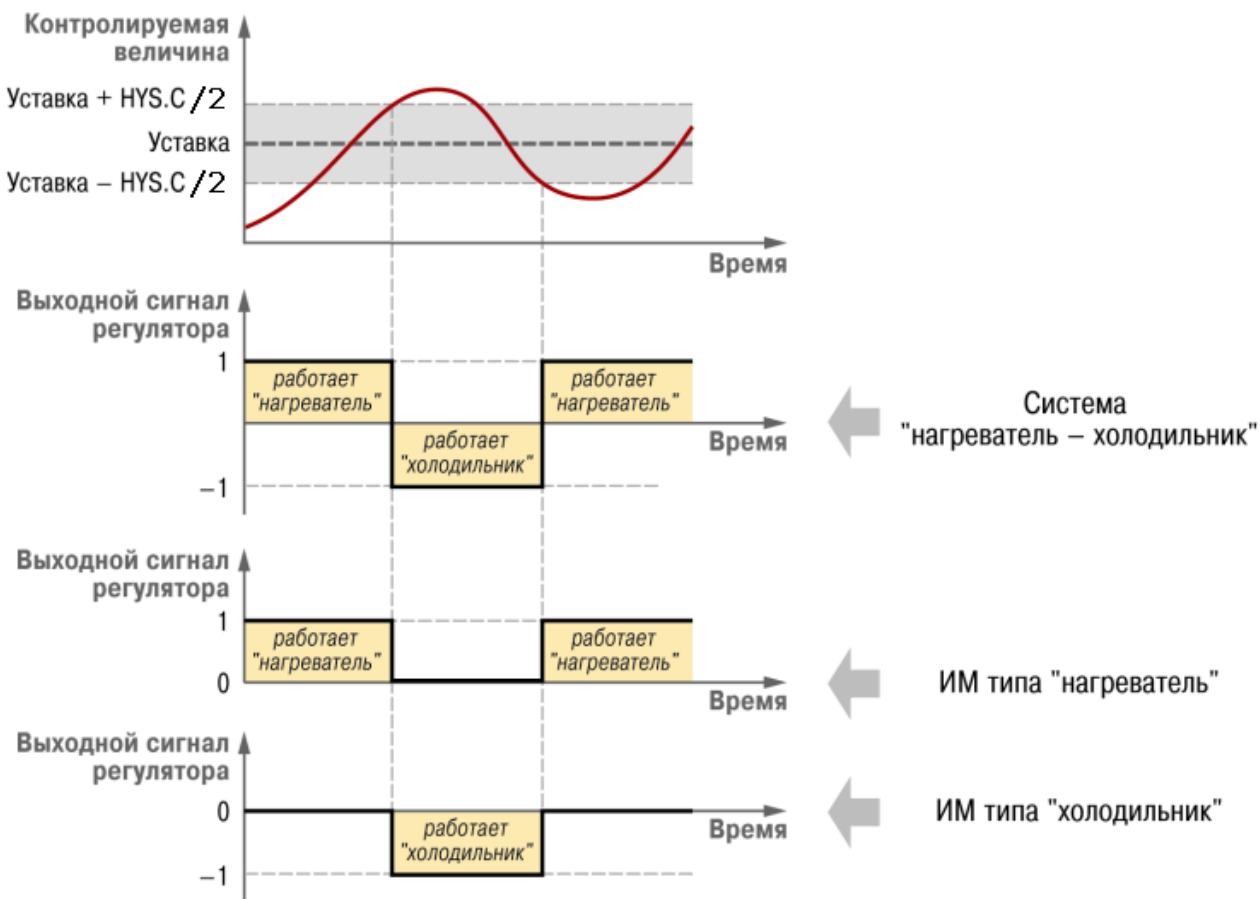 Контролируемая
величина
Уставка + HYS.C /2
Уставка
Уставка – HYS.C /2
Время
Выходной сигнал
регулятора
1
работает
"нагреватель"
работает
"нагреватель"
Время
работает
"холодильник"
–1
Система
"нагреватель – холодильник"
Выходной сигнал
регулятора
1
работает
"нагреватель"
работает
"нагреватель"
0
Время
ИМ типа "нагреватель"
Выходной сигнал
регулятора
0
Время
работает
"холодильник"
–1
ИМ типа "холодильник"